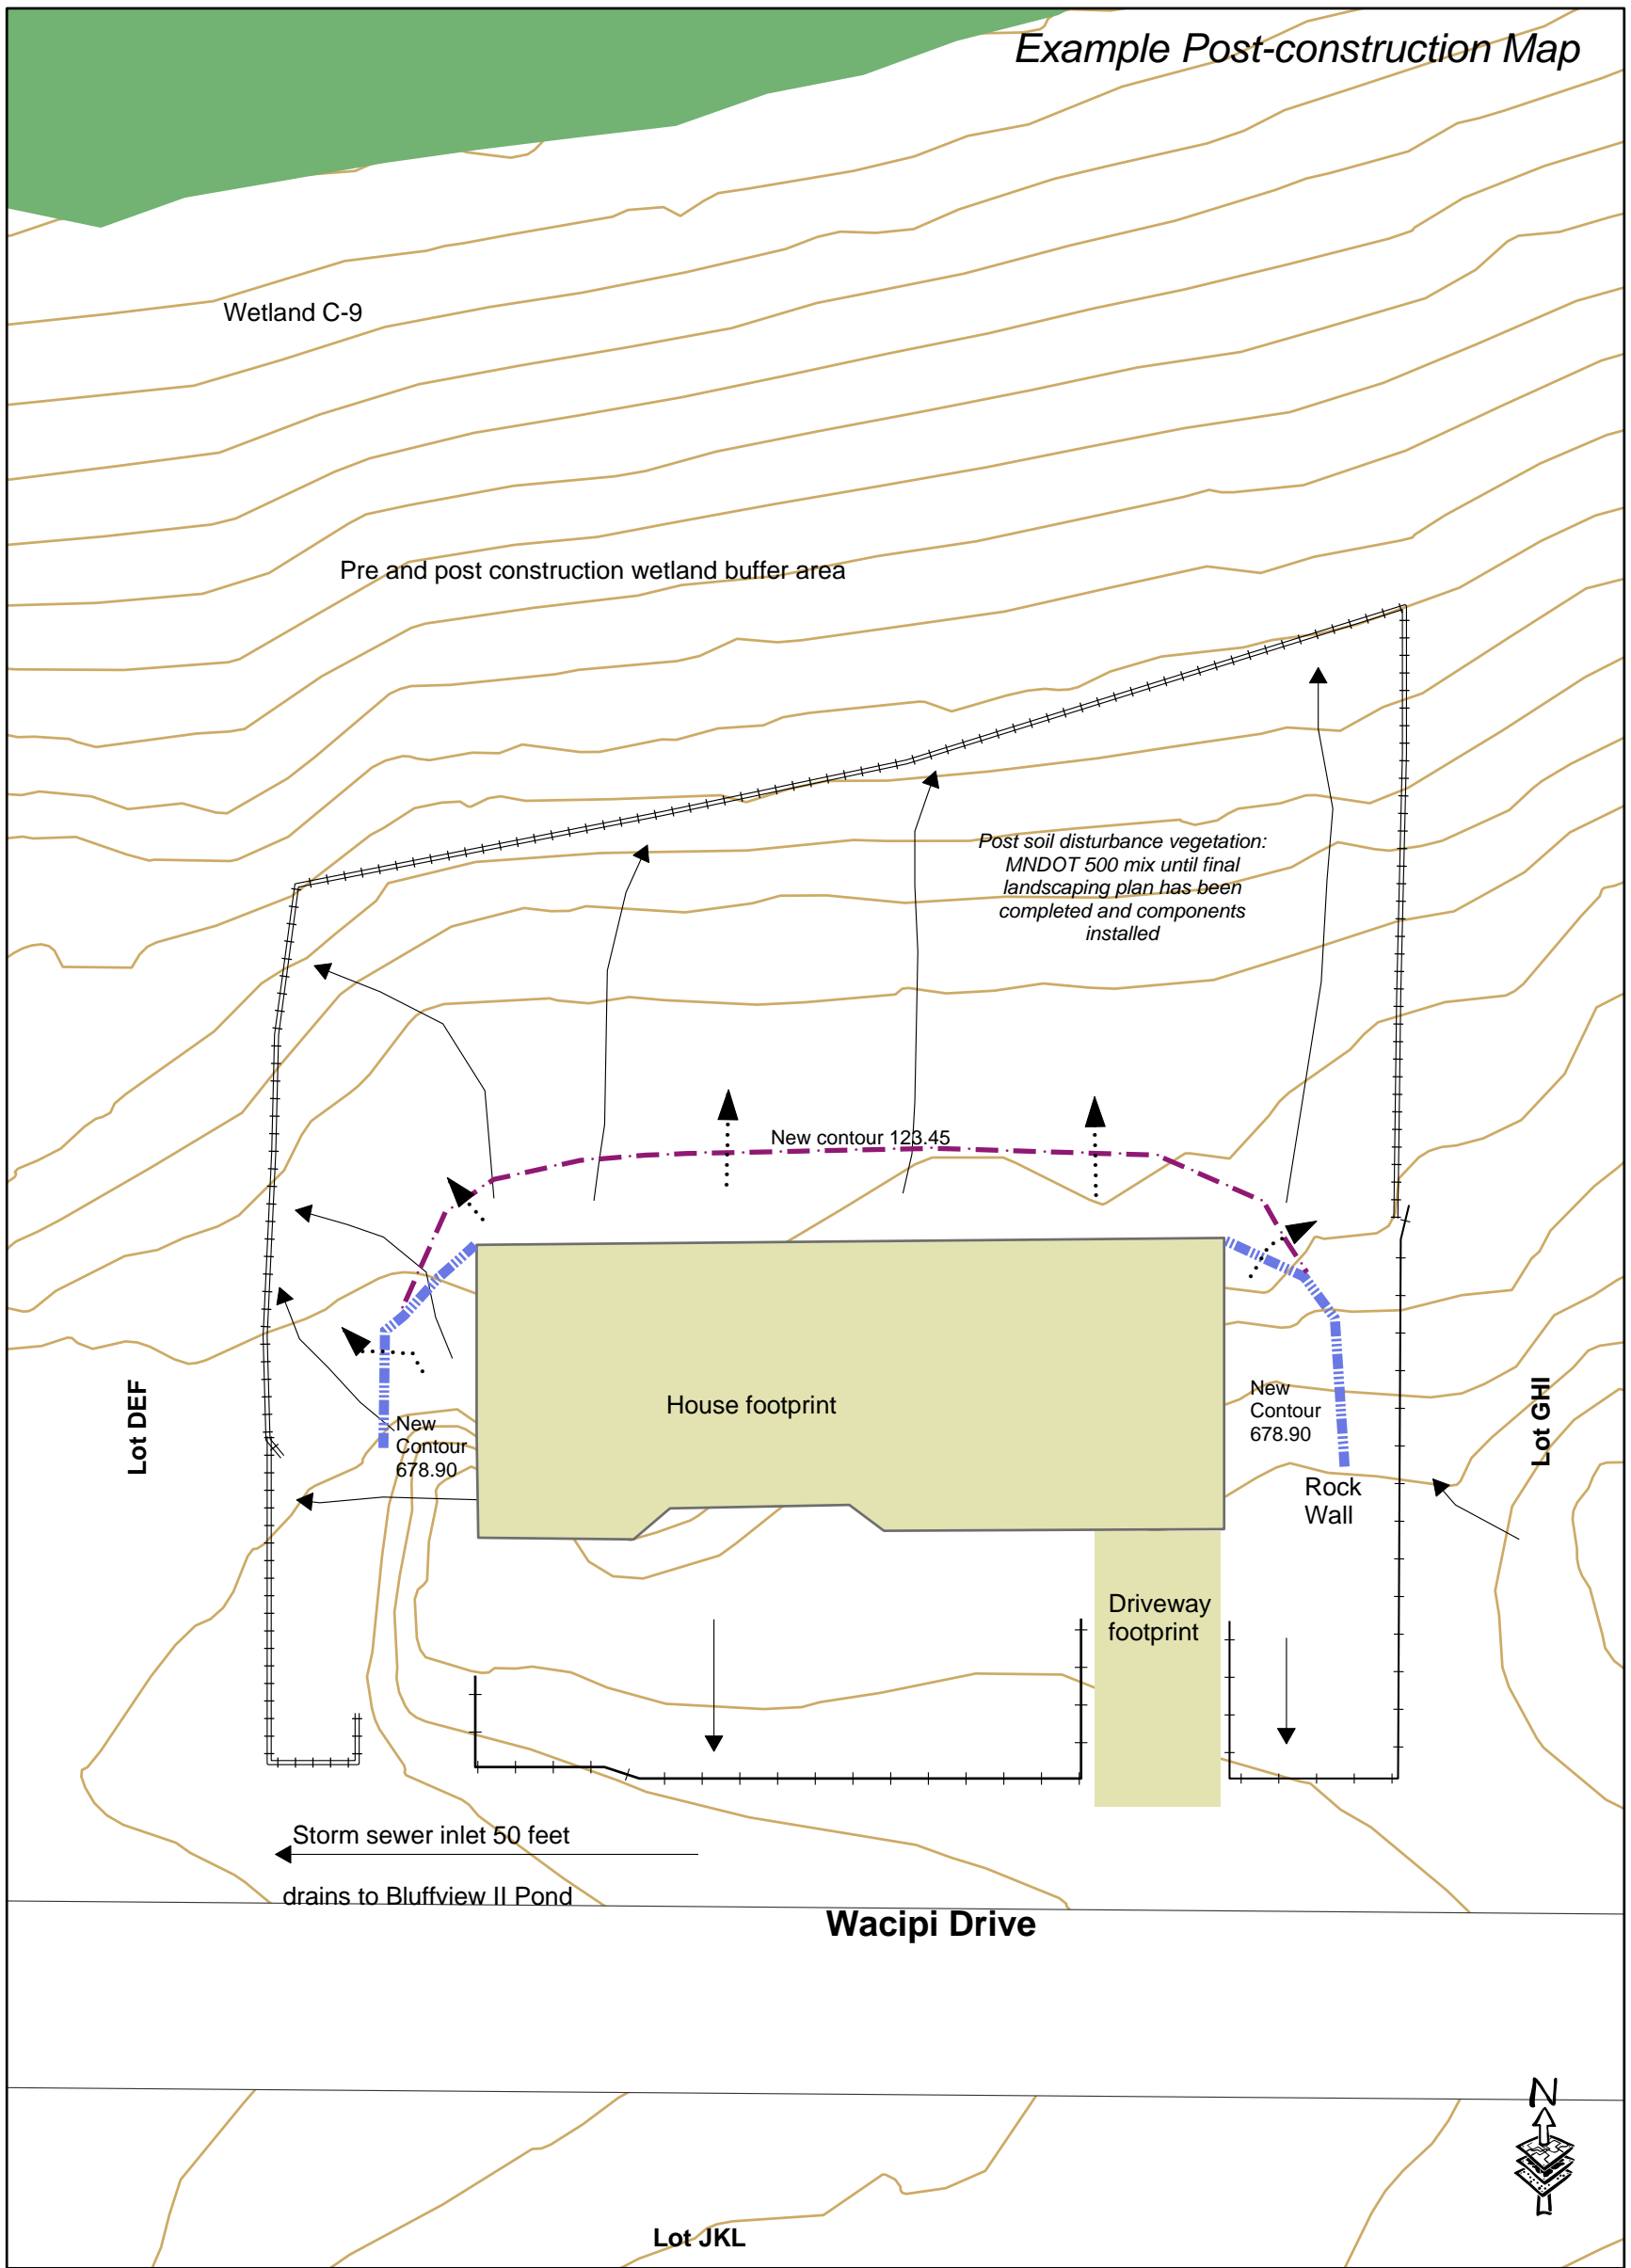 Example Post-construction Map
Wetland C-9
Pre and post construction wetland buffer area
Post soil disturbance vegetation:
MNDOT 500 mix until final
landscaping plan has been
completed and components
installed
New contour 123.45
House footprint
New
Contour
678.90
New
Contour
678.90
Lot DEF
Lot GHI
Rock
Wall
Driveway
footprint
Storm sewer inlet 50 feet
drains to Bluffview II Pond
Wacipi Drive
N
Lot JKL